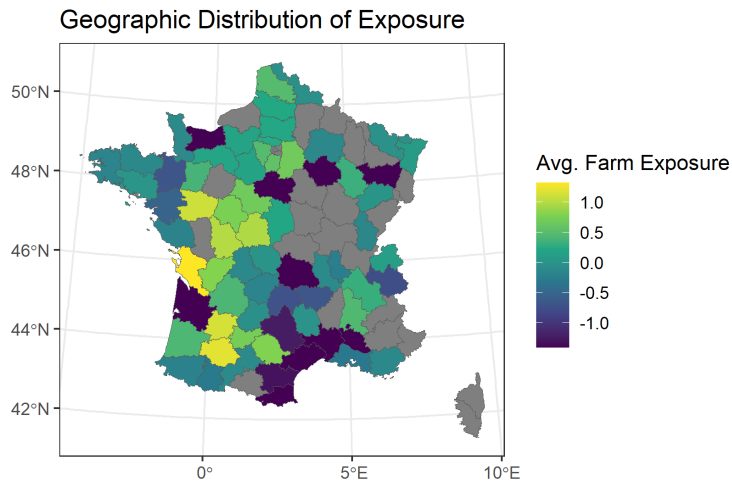 Geographic Distribution of Exposure
50°N
48°N
46°N
44°N
42°N
0°
5°E
10°E
Avg. Farm Exposure
1.0
0.5
0.0
-0.5
-1.0